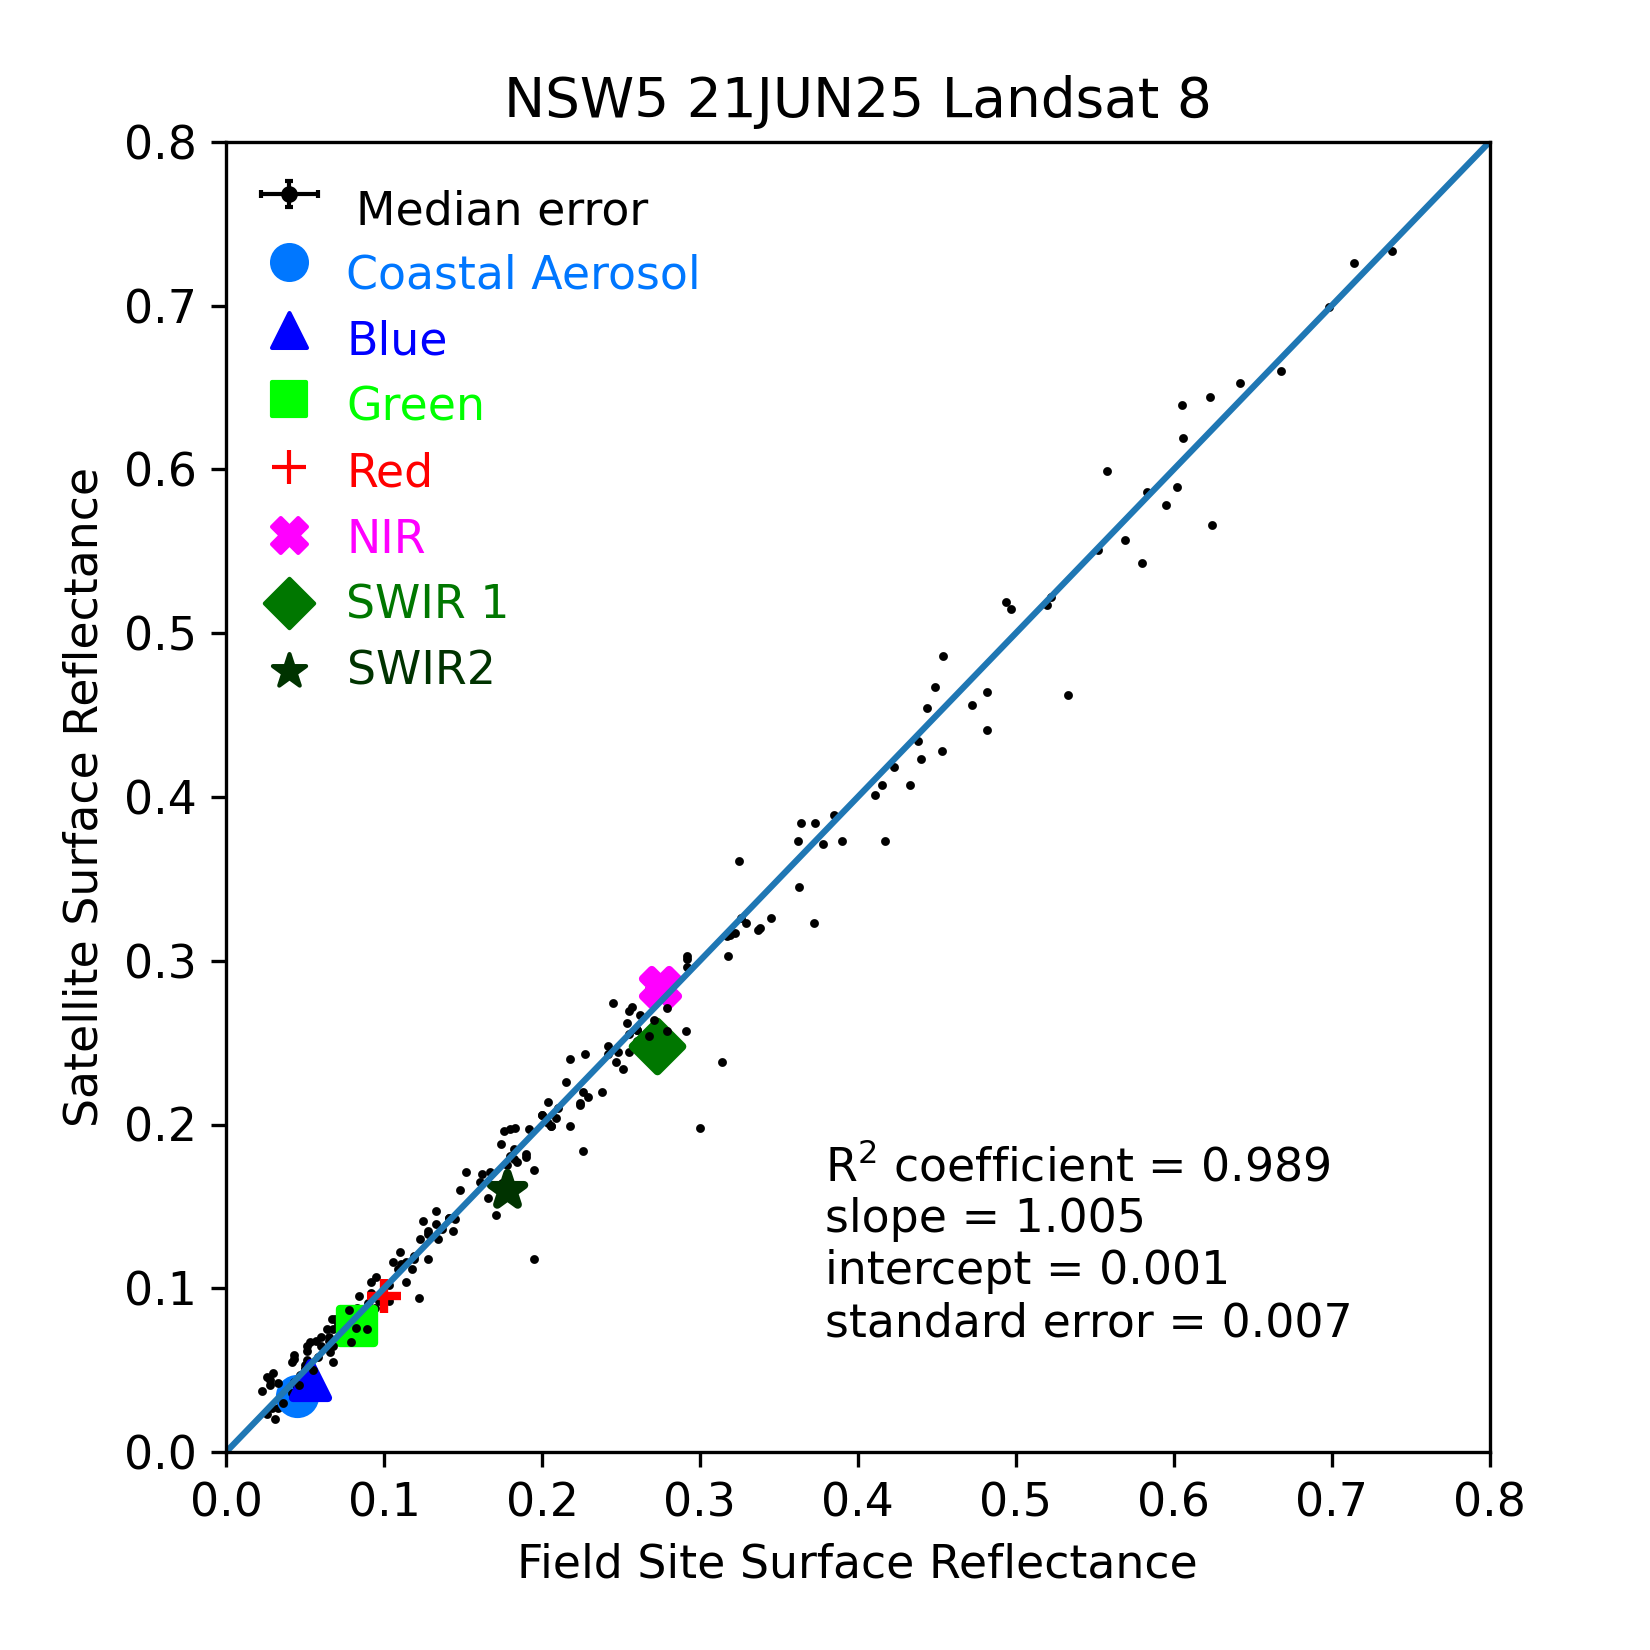 NSW5 21JUN25 Landsat 8
0.8
0.7
0.6
0.5
0.4
0.3
0.2
0.1
0.0
Satellite Surface Reflectance
Median error
Coastal Aerosol
Blue
Green
Red
NIR
SWIR 1
SWIR2
R² coefficient = 0.989
slope = 1.005
intercept = 0.001
standard error = 0.007
0.0 0.1 0.2 0.3 0.4 0.5 0.6 0.7 0.8
Field Site Surface Reflectance